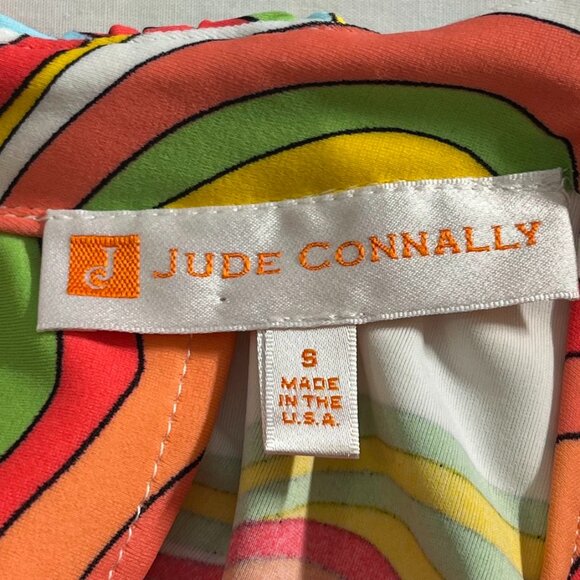 J JUDE CONNALLY
S
MADE
IN THE
U.S.A.